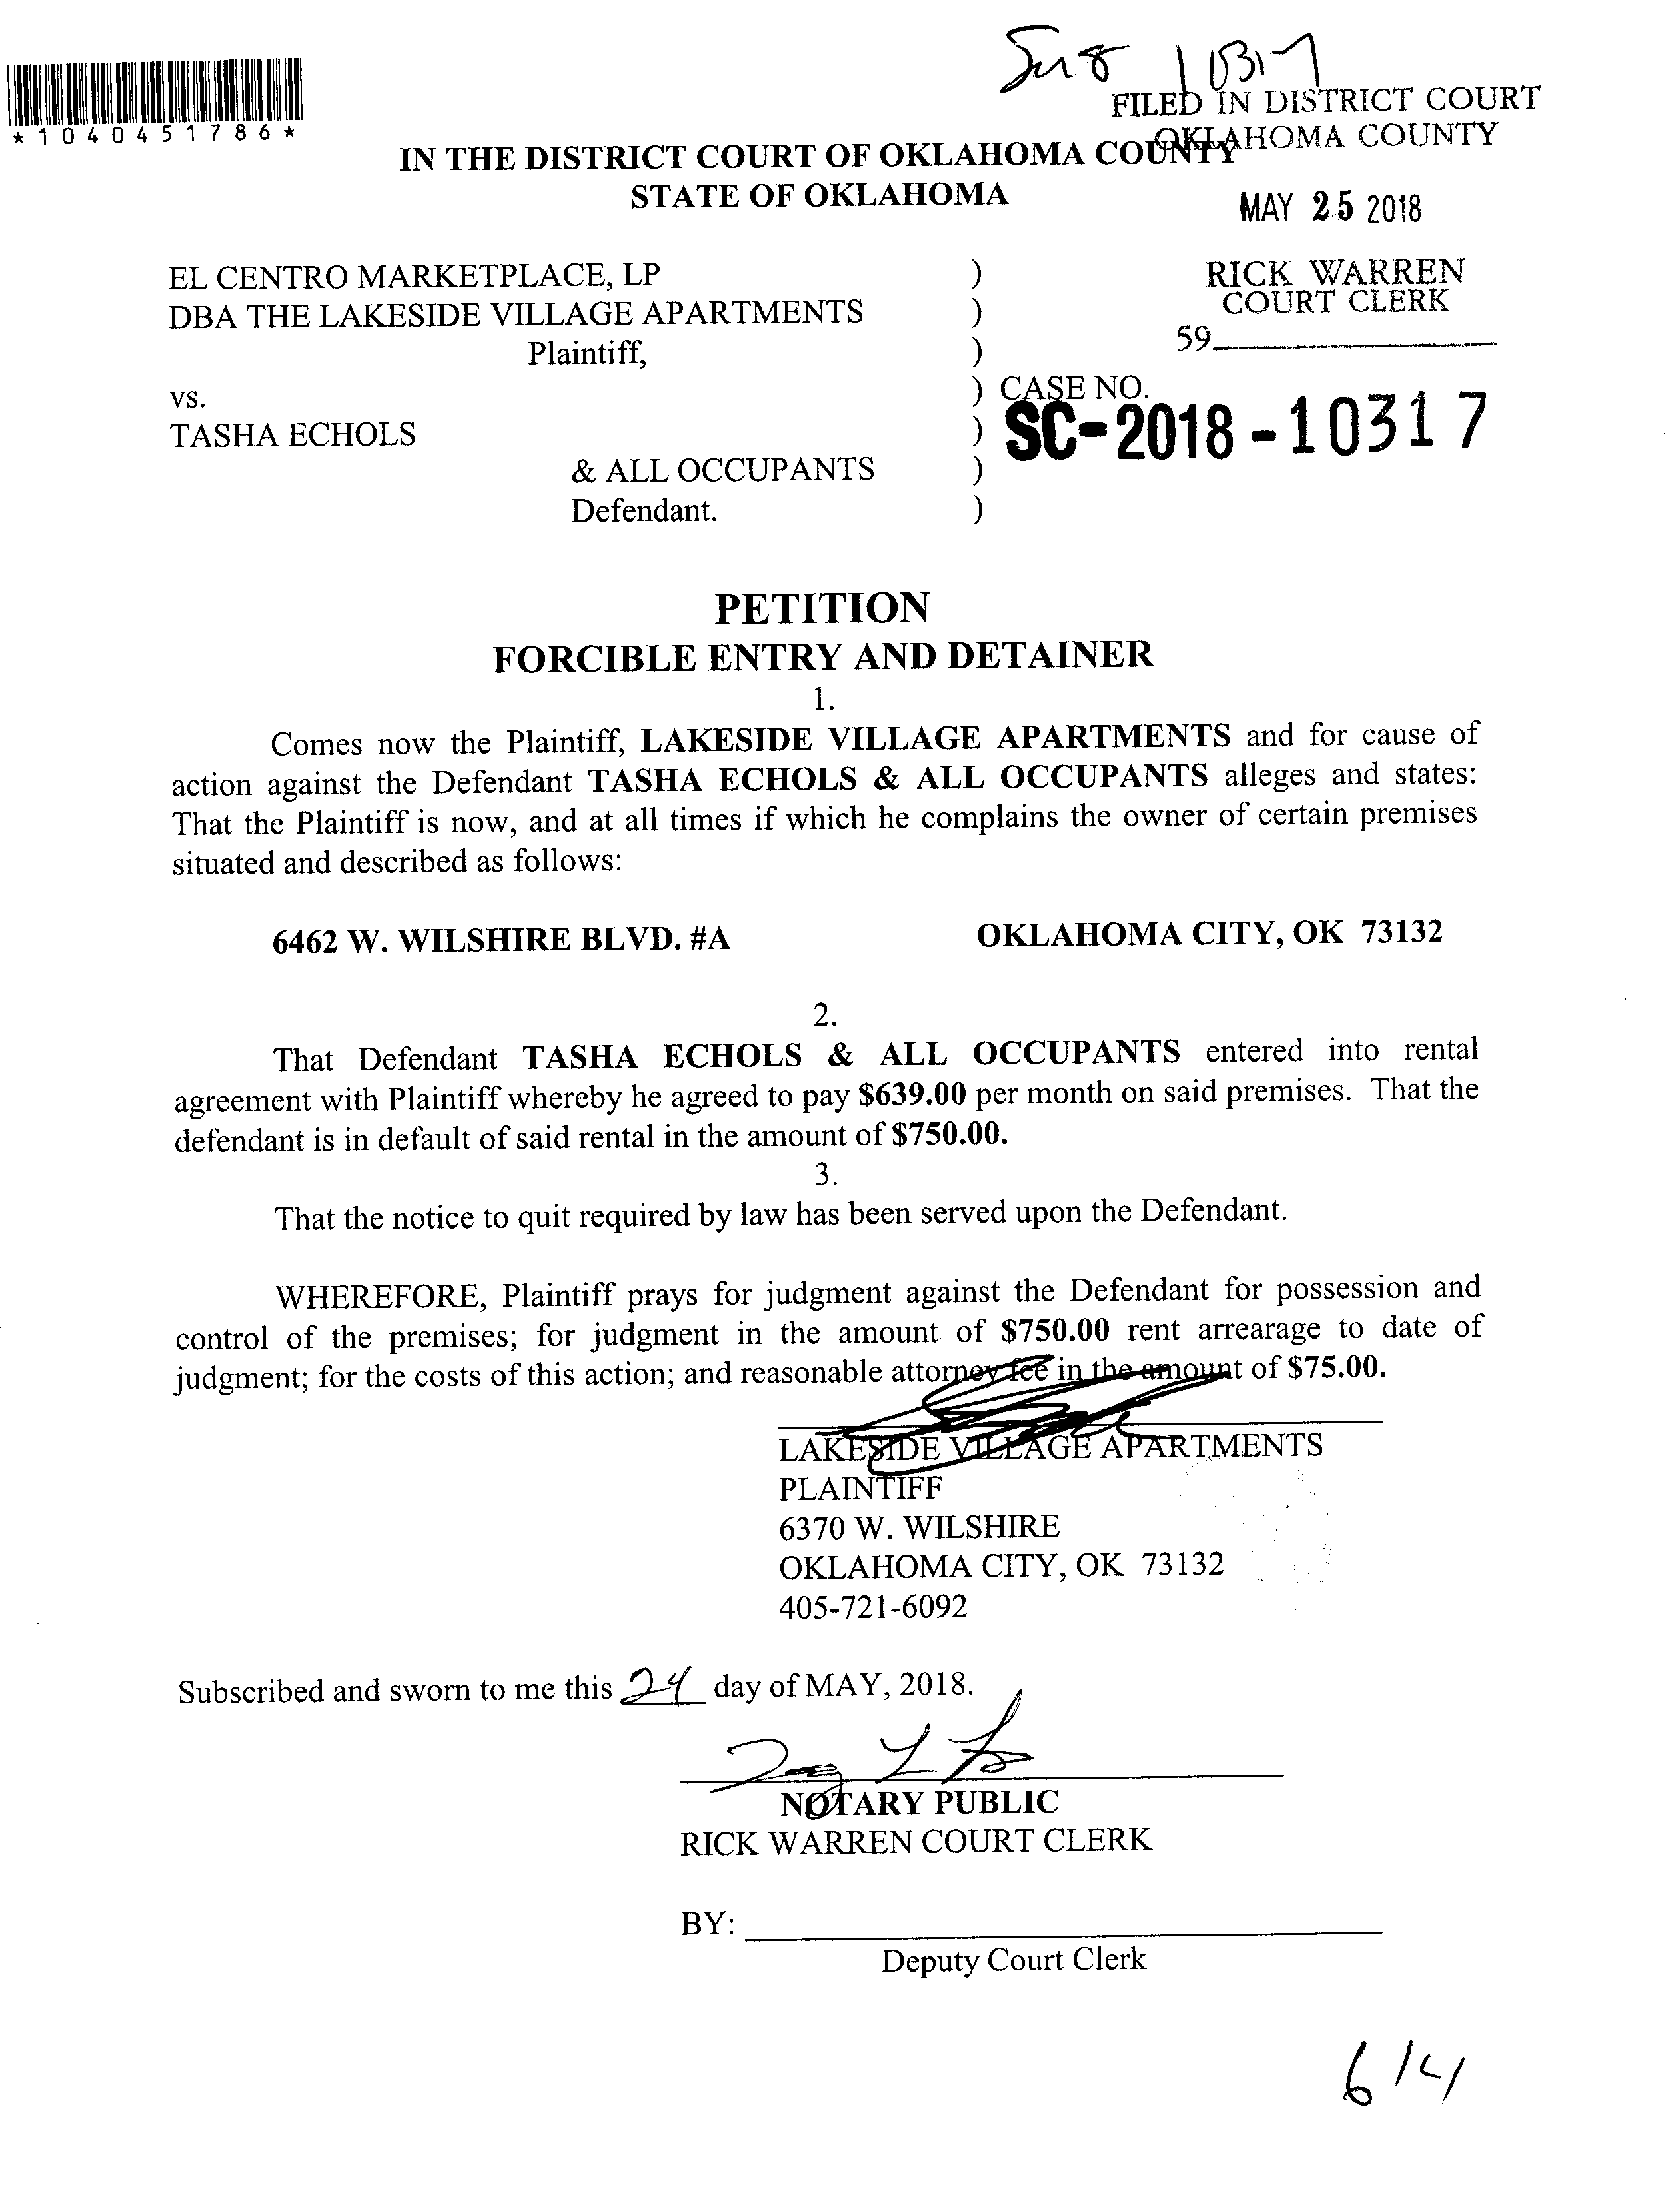 *1040451786*
FILED IN DISTRICT COURT
OKLAHOMA COUNTY
IN THE DISTRICT COURT OF OKLAHOMA COUNTY
STATE OF OKLAHOMA
MAY 25 2018
EL CENTRO MARKETPLACE, LP )
RICK WARREN
COURT CLERK
DBA THE LAKESIDE VILLAGE APARTMENTS )
59
Plaintiff, )
vs. ) CASE NO.
SC-2018-10317
TASHA ECHOLS )
& ALL OCCUPANTS )
Defendant. )
PETITION
FORCIBLE ENTRY AND DETAINER
1.
Comes now the Plaintiff, LAKESIDE VILLAGE APARTMENTS and for cause of
action against the Defendant TASHA ECHOLS & ALL OCCUPANTS alleges and states:
That the Plaintiff is now, and at all times if which he complains the owner of certain premises
situated and described as follows:
6462 W. WILSHIRE BLVD. #A OKLAHOMA CITY, OK 73132
2.
That Defendant TASHA ECHOLS & ALL OCCUPANTS entered into rental
agreement with Plaintiff whereby he agreed to pay $639.00 per month on said premises. That the
defendant is in default of said rental in the amount of $750.00.
3.
That the notice to quit required by law has been served upon the Defendant.
WHEREFORE, Plaintiff prays for judgment against the Defendant for possession and
control of the premises; for judgment in the amount of $750.00 rent arrearage to date of
judgment; for the costs of this action; and reasonable attorney fee in the amount of $75.00.
LAKESIDE VILLAGE APARTMENTS
PLAINTIFF
6370 W. WILSHIRE
OKLAHOMA CITY, OK 73132
405-721-6092
Subscribed and sworn to me this 24 day of MAY, 2018.
NOTARY PUBLIC
RICK WARREN COURT CLERK
BY:
Deputy Court Clerk